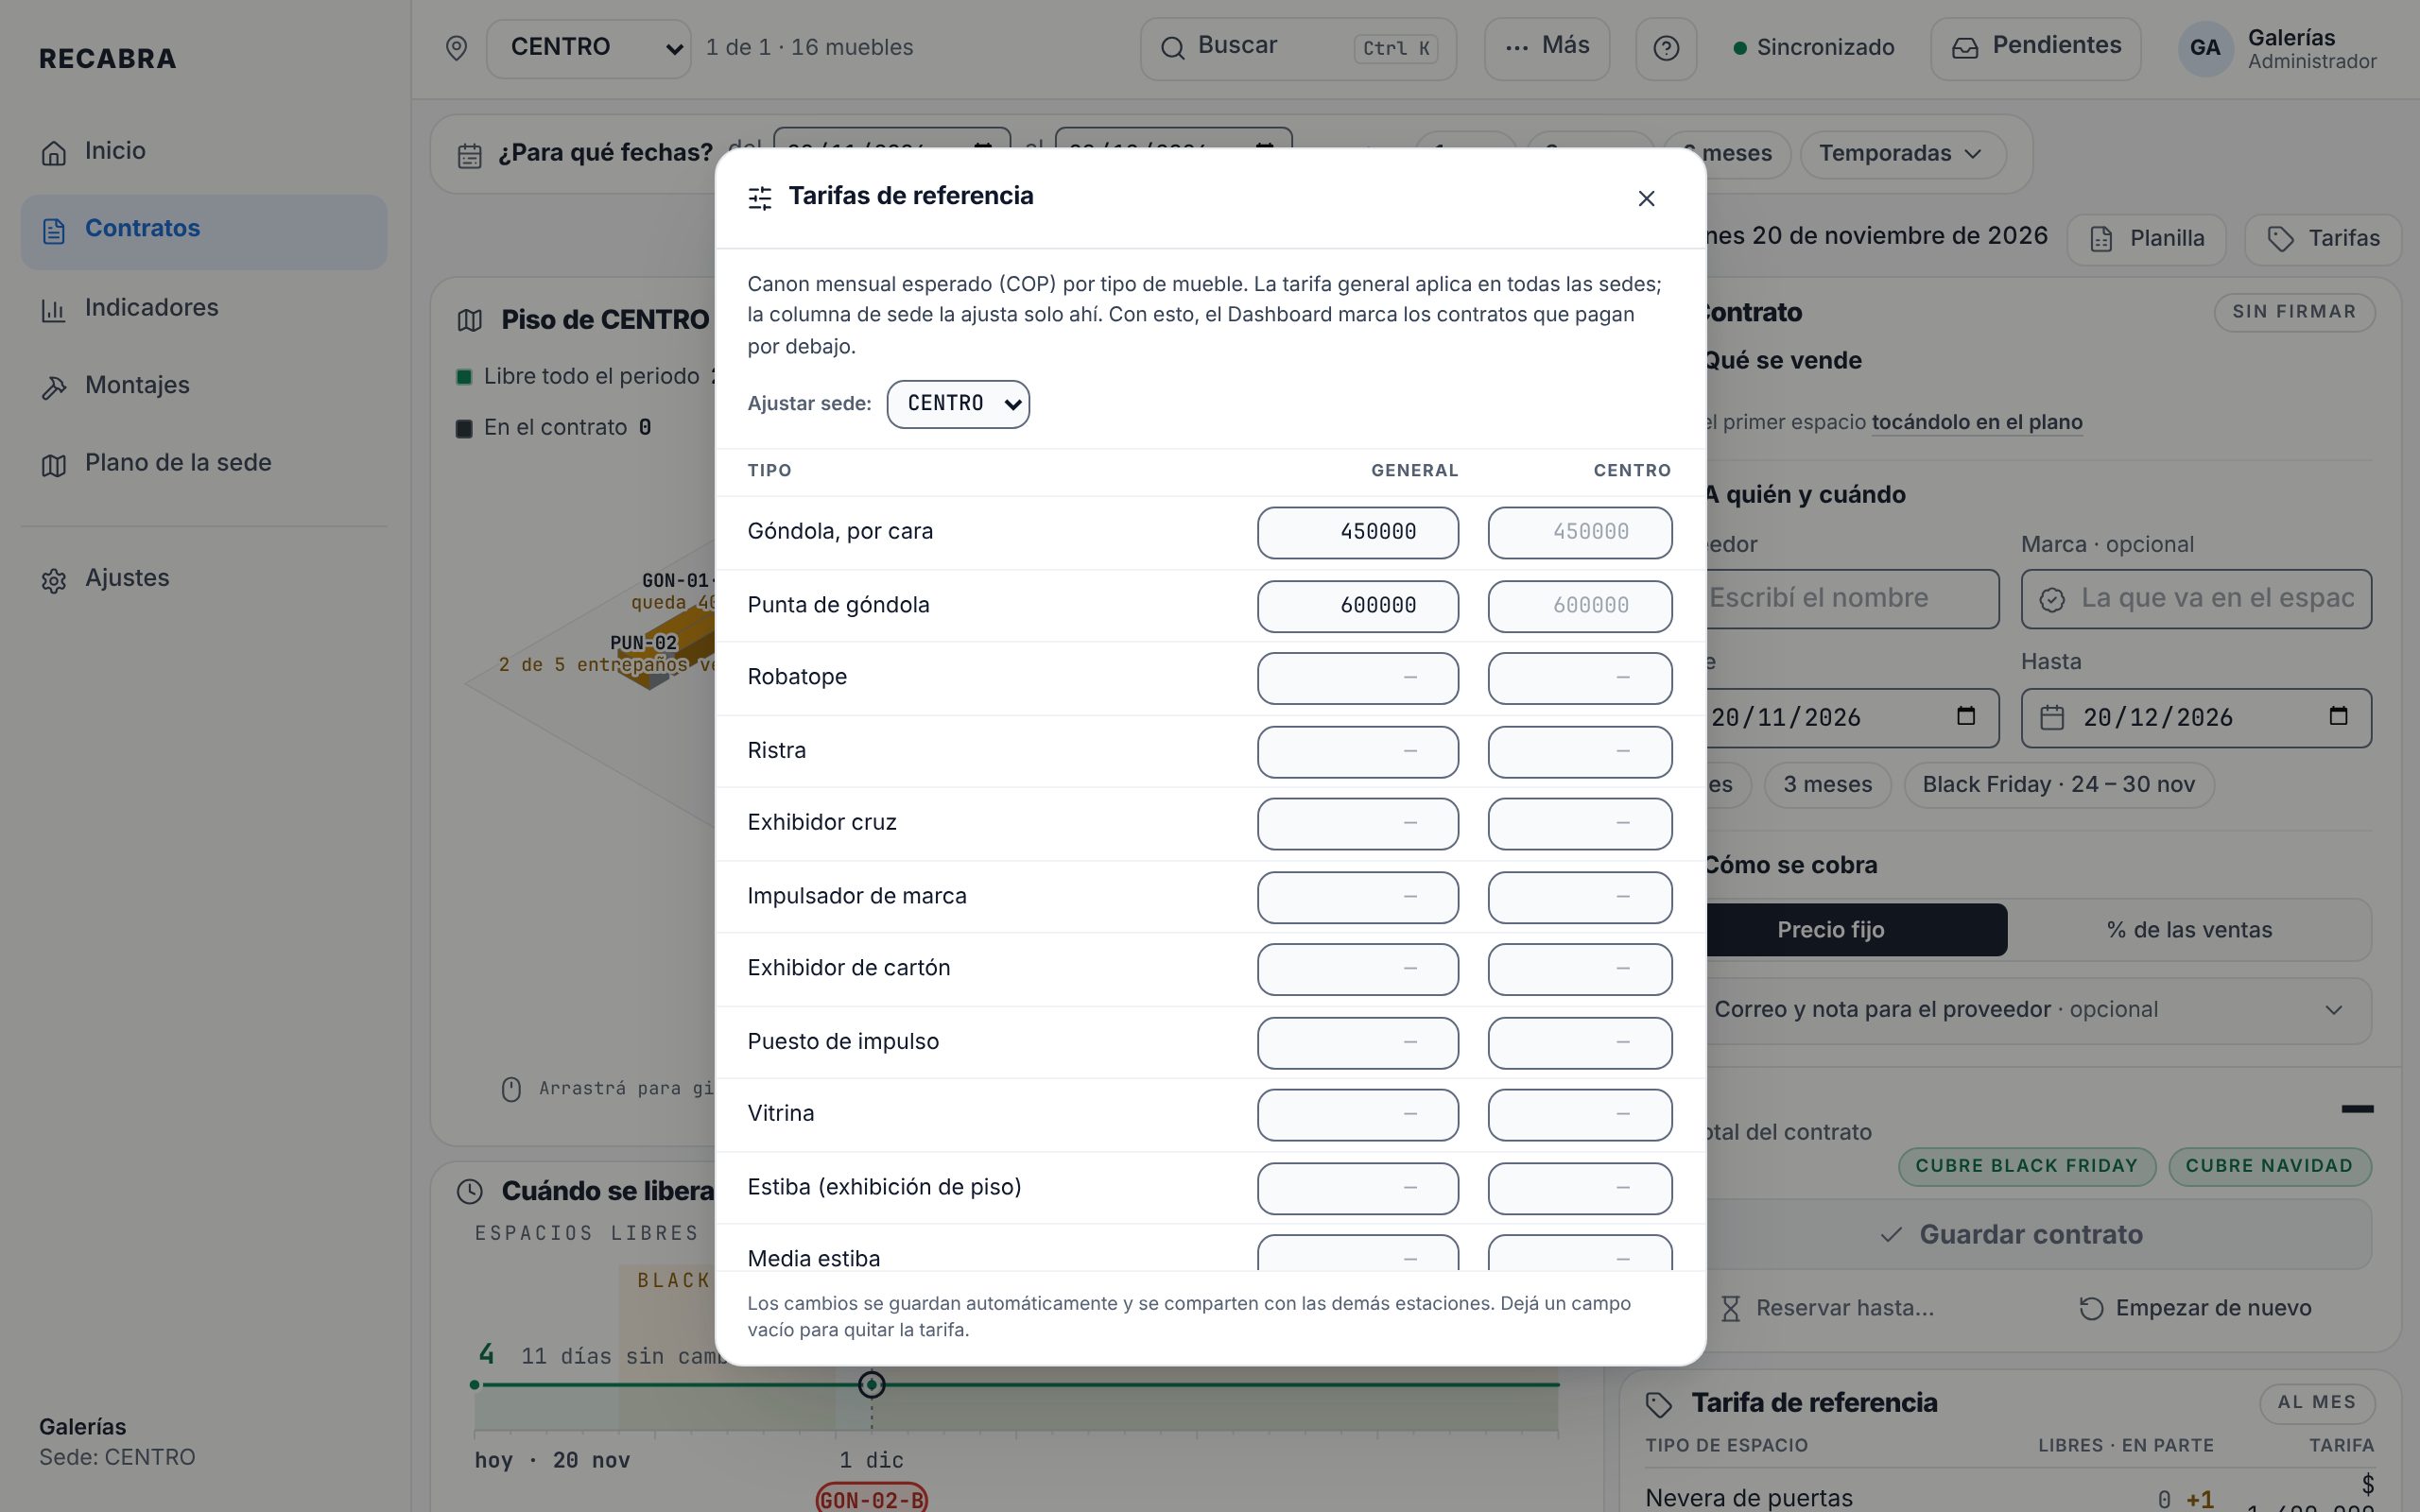 RECABRA
Inicio
Contratos
Indicadores
Montajes
Plano de la sede
Ajustes
Galerías
Sede: CENTRO
CENTRO
1 de 1 · 16 muebles
Buscar
Ctrl K
Más
Sincronizado
Pendientes
GA
Galerías
Administrador
¿Para qué fechas?
meses
Temporadas
20 de noviembre de 2026
Planilla
Tarifas
Piso de CENTRO
Libre todo el periodo
En el contrato 0
GON-01
queda
PUN-02
2 de 5 entrepaños
Cuándo se libera
ESPACIOS LIBRES
BLACK
4
11 días sin
hoy · 20 nov
1 dic
GON-02-B
Tarifas de referencia
Canon mensual esperado (COP) por tipo de mueble. La tarifa general aplica en todas las sedes;
la columna de sede la ajusta solo ahí. Con esto, el Dashboard marca los contratos que pagan
por debajo.
Ajustar sede:
CENTRO
TIPO GENERAL CENTRO
Góndola, por cara 450000 450000
Punta de góndola 600000 600000
Robatope – –
Ristra – –
Exhibidor cruz – –
Impulsador de marca – –
Exhibidor de cartón – –
Puesto de impulso – –
Vitrina – –
Estiba (exhibición de piso) – –
Media estiba – –
Los cambios se guardan automáticamente y se comparten con las demás estaciones. Dejá un campo
vacío para quitar la tarifa.
SIN FIRMAR
Qué se vende
primer espacio tocándolo en el plano
A quién y cuándo
Marca · opcional
Escribí el nombre
La que va en el espac
Hasta
20/11/2026
20/12/2026
3 meses
Black Friday · 24 – 30 nov
Cómo se cobra
Precio fijo
% de las ventas
Correo y nota para el proveedor · opcional
del contrato
–
CUBRE BLACK FRIDAY
CUBRE NAVIDAD
Guardar contrato
Reservar hasta...
Empezar de nuevo
Tarifa de referencia
AL MES
TIPO DE ESPACIO
LIBRES · EN PARTE
TARIFA
Nevera de puertas
0 +1
$